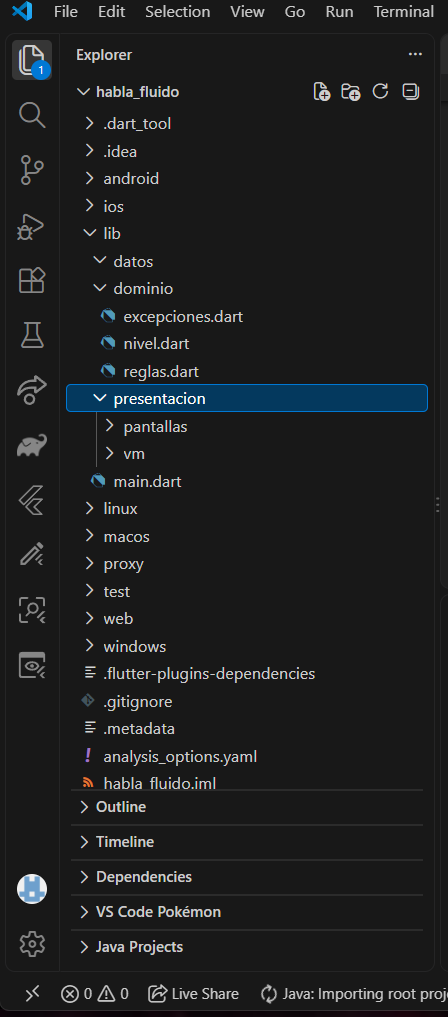 File Edit Selection View Go Run Terminal
Explorer
habla_fluido
.dart_tool
.idea
android
ios
lib
datos
dominio
excepciones.dart
nivel.dart
reglas.dart
presentacion
pantallas
vm
main.dart
linux
macos
proxy
test
web
windows
.flutter-plugins-dependencies
.gitignore
.metadata
analysis_options.yaml
habla_fluido.iml
Outline
Timeline
Dependencies
VS Code Pokémon
Java Projects
1
0 0 Live Share Java: Importing root proj